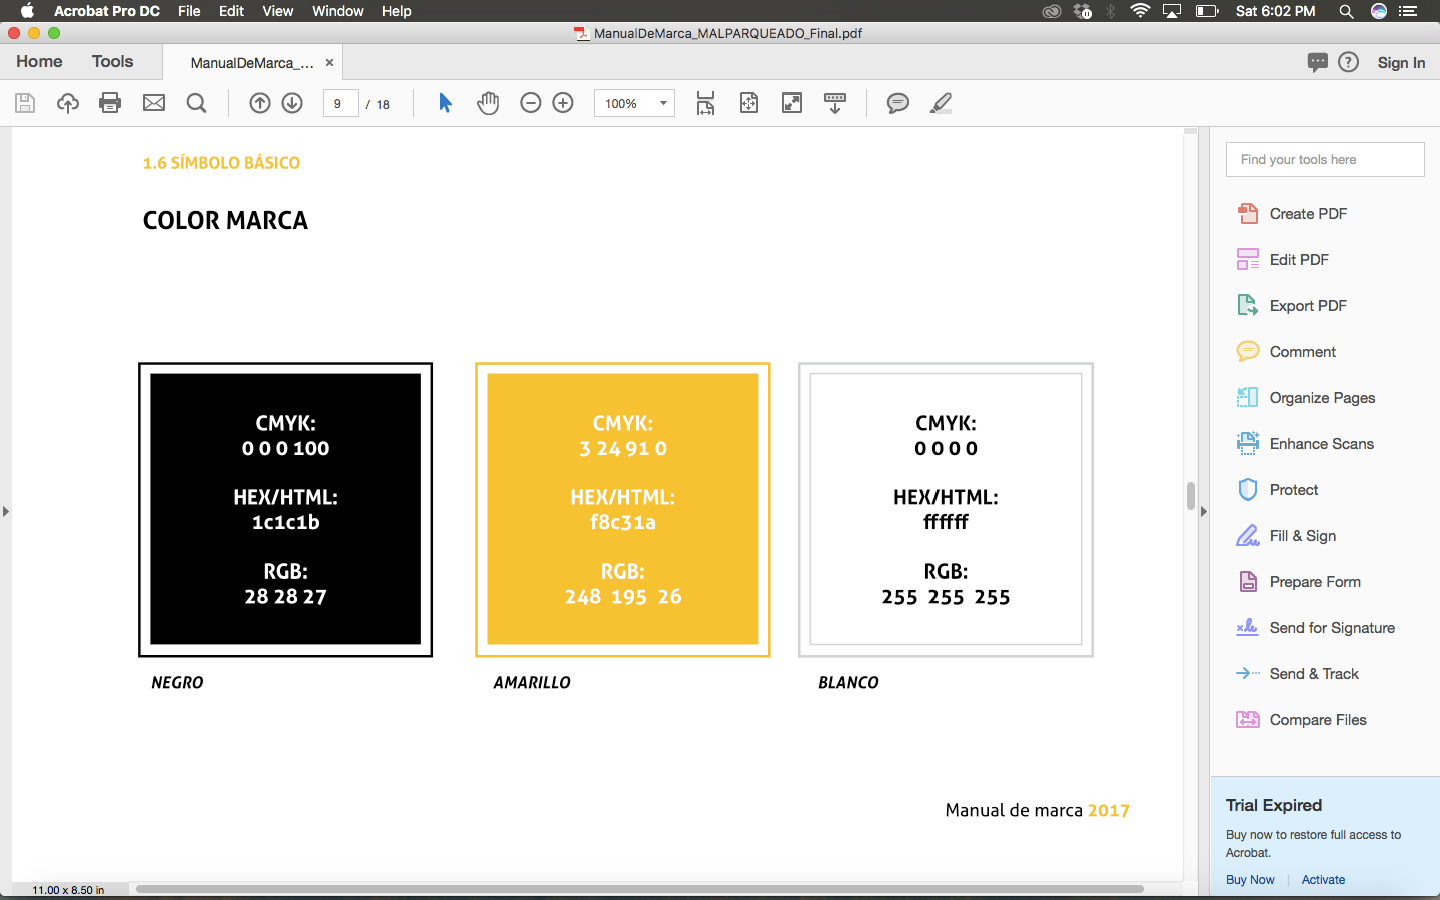 Acrobat Pro DC File Edit View Window Help Sat 6:02 PM
ManualDeMarca_MALPARQUEADO_Final.pdf
Home Tools ManualDeMarca_... × Sign In
9 / 18 100%
1.6 SÍMBOLO BÁSICO
COLOR MARCA
CMYK:
0 0 0 100
HEX/HTML:
1c1c1b
RGB:
28 28 27
NEGRO
CMYK:
3 24 91 0
HEX/HTML:
f8c31a
RGB:
248 195 26
AMARILLO
CMYK:
0 0 0 0
HEX/HTML:
ffffff
RGB:
255 255 255
BLANCO
Manual de marca 2017
11.00 x 8.50 in
Find your tools here
Create PDF
Edit PDF
Export PDF
Comment
Organize Pages
Enhance Scans
Protect
Fill & Sign
Prepare Form
Send for Signature
Send & Track
Compare Files
Trial Expired
Buy now to restore full access to
Acrobat.
Buy Now Activate